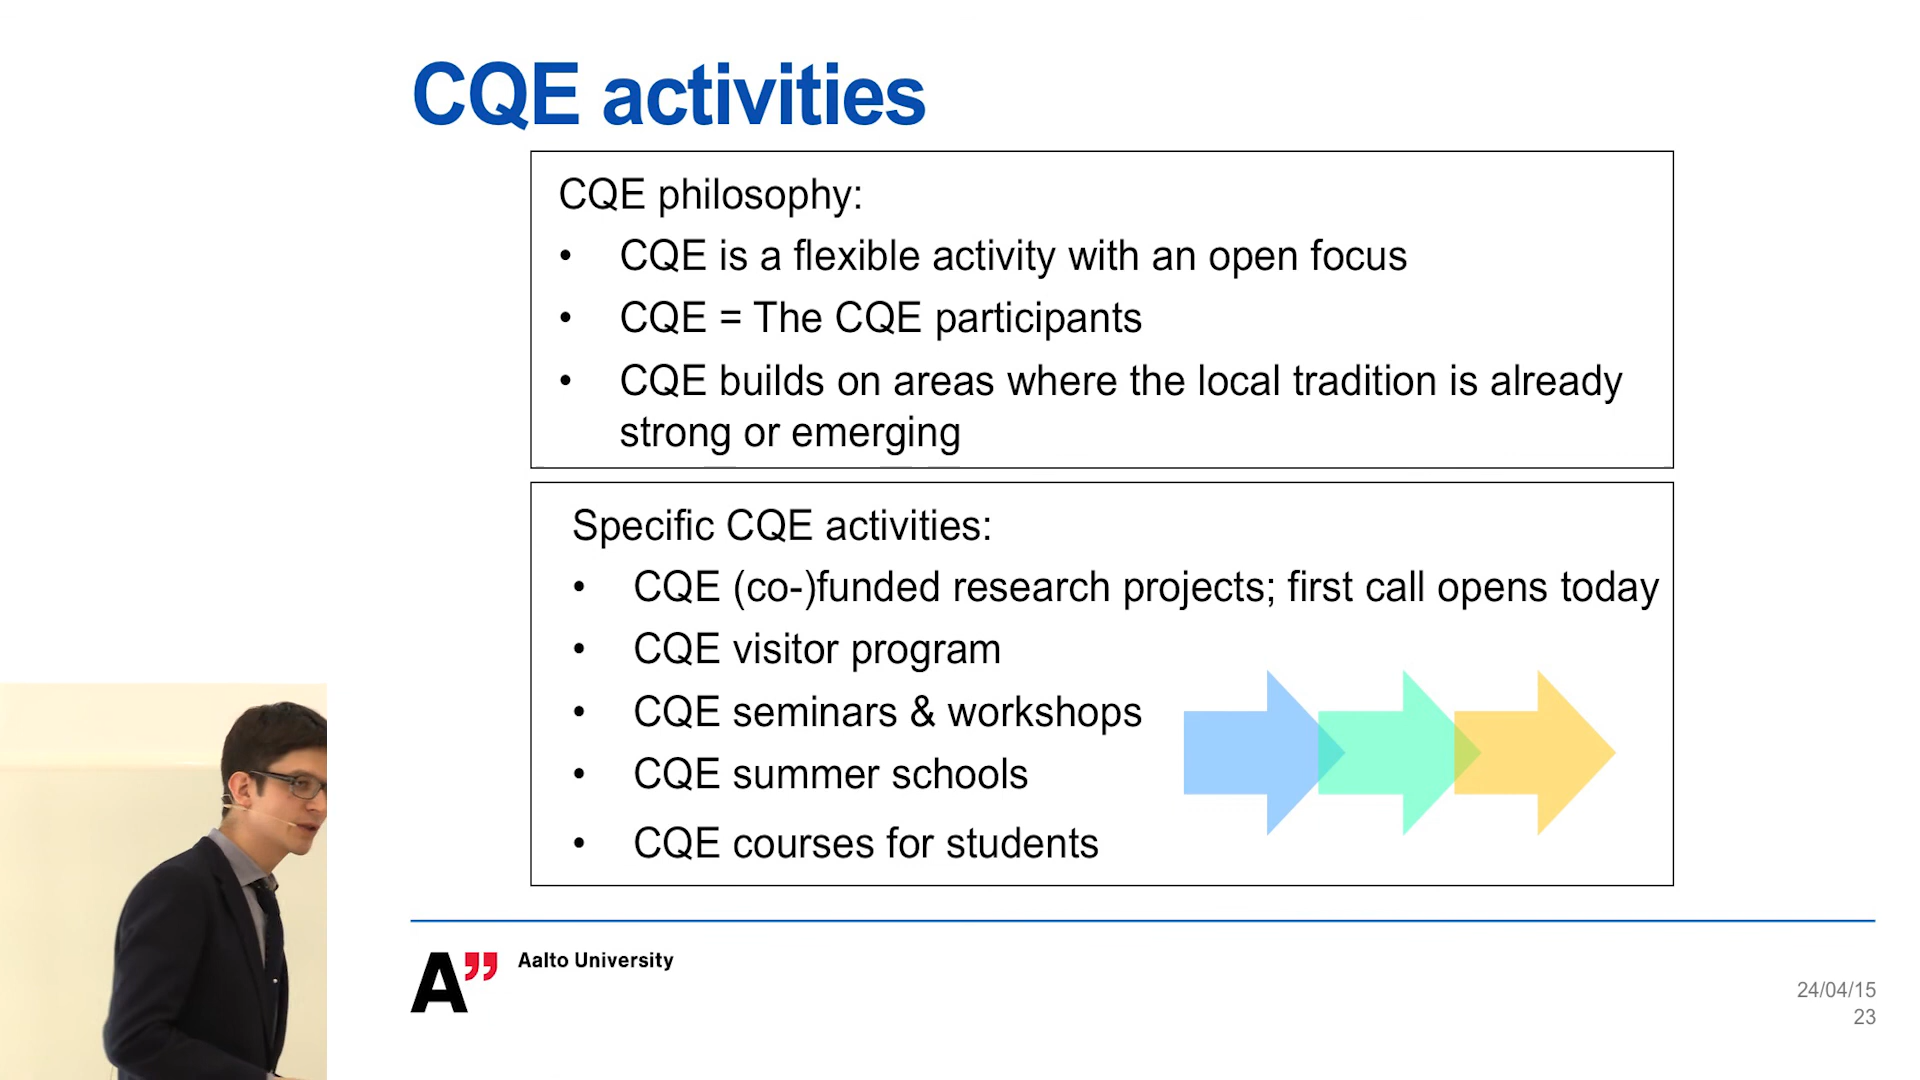 CQE activities
CQE philosophy:
• CQE is a flexible activity with an open focus
• CQE = The CQE participants
• CQE builds on areas where the local tradition is already
strong or emerging
Specific CQE activities:
• CQE (co-)funded research projects; first call opens today
• CQE visitor program
• CQE seminars & workshops
• CQE summer schools
• CQE courses for students
A”
Aalto University
24/04/15
23